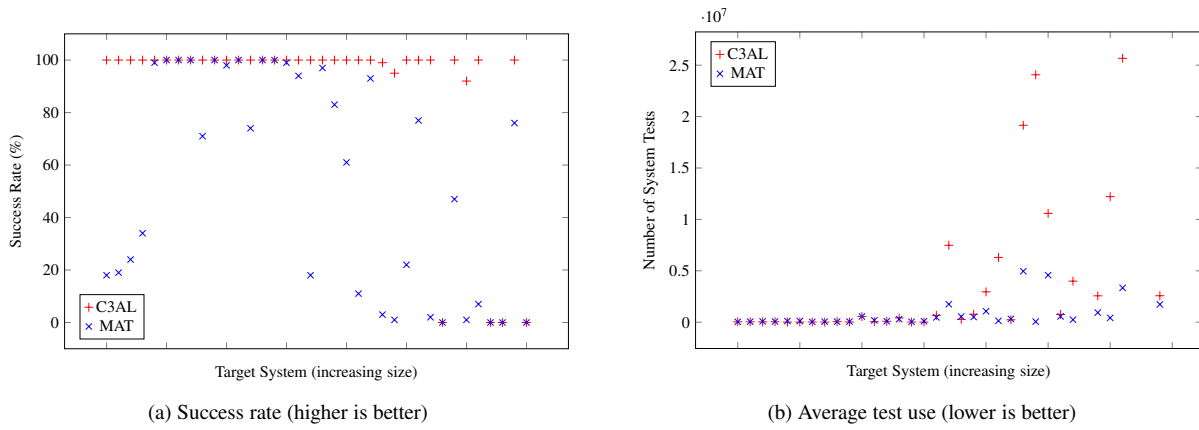 100
80
60
40
20
0
Success Rate (%)
C3AL
MAT
Target System (increasing size)
(a) Success rate (higher is better)
·10⁷
2.5
2
1.5
1
0.5
0
Number of System Tests
C3AL
MAT
Target System (increasing size)
(b) Average test use (lower is better)